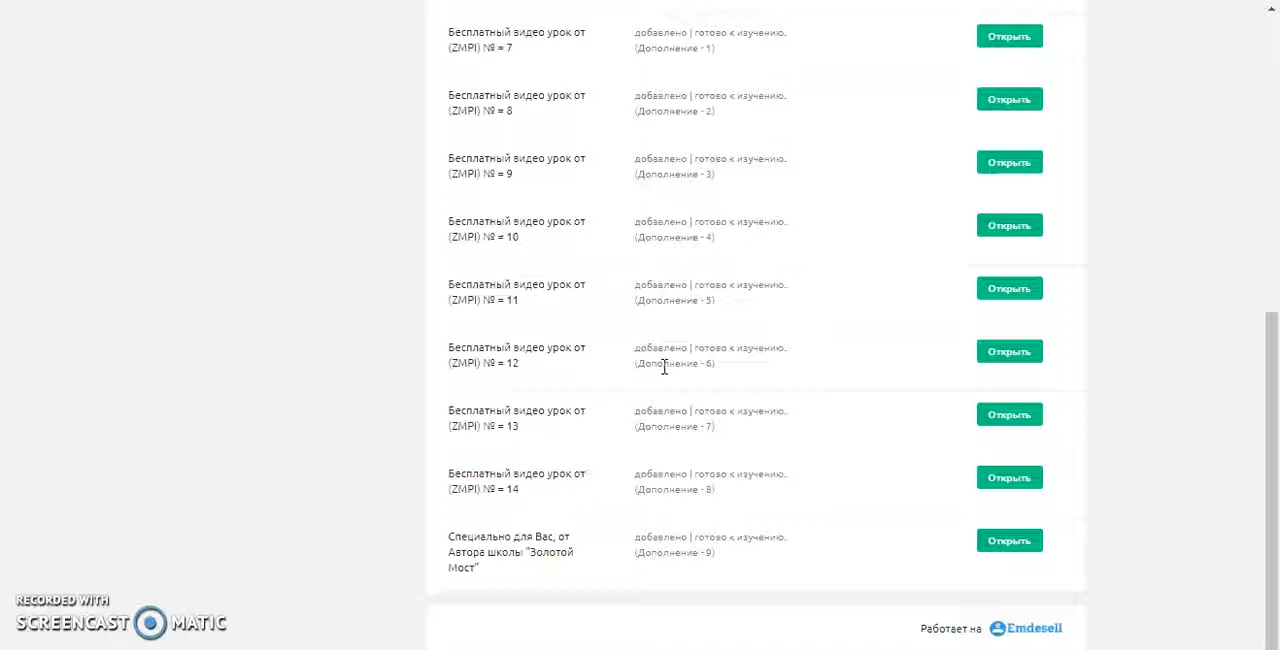 Бесплатный видео урок от
(ZMPI) № = 7
добавлено | готово к изучению.
(Дополнение - 1)
Открыть
Бесплатный видео урок от
(ZMPI) № = 8
добавлено | готово к изучению.
(Дополнение - 2)
Открыть
Бесплатный видео урок от
(ZMPI) № = 9
добавлено | готово к изучению.
(Дополнение - 3)
Открыть
Бесплатный видео урок от
(ZMPI) № = 10
добавлено | готово к изучению.
(Дополнение - 4)
Открыть
Бесплатный видео урок от
(ZMPI) № = 11
добавлено | готово к изучению..
(Дополнение - 5)
Открыть
Бесплатный видео урок от
(ZMPI) № = 12
добавлено | готово к изучению.
(Дополнение - 6)
Открыть
Бесплатный видео урок от
(ZMPI) № = 13
добавлено | готово к изучению..
(Дополнение - 7)
Открыть
Бесплатный видео урок от
(ZMPI) № = 14
добавлено | готово к изучению..
(Дополнение - 8)
Открыть
Специально для Вас, от
Автора школы "Золотой
Мост"
добавлено | готово к изучению..
(Дополнение - 9)
Открыть
RECORDED WITH
SCREENCAST MATIC
Работает на Emdesell